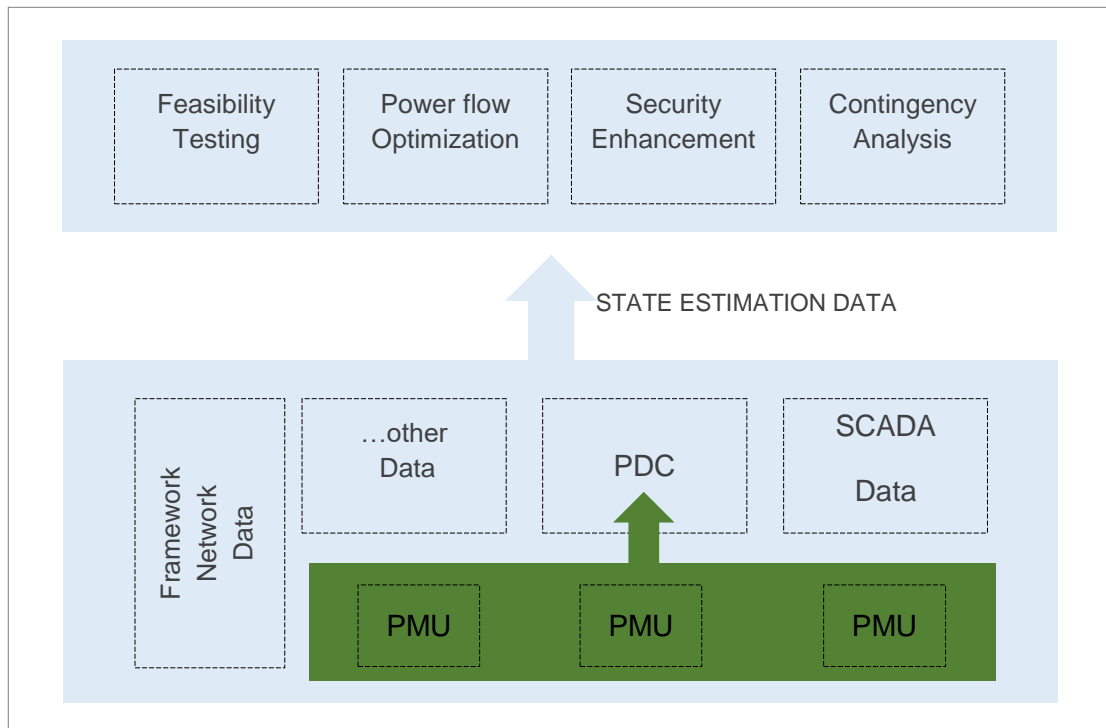 Feasibility
Testing
Power flow
Optimization
Security
Enhancement
Contingency
Analysis
STATE ESTIMATION DATA
Framework
Network
Data
…other
Data
PDC
SCADA
Data
PMU
PMU
PMU